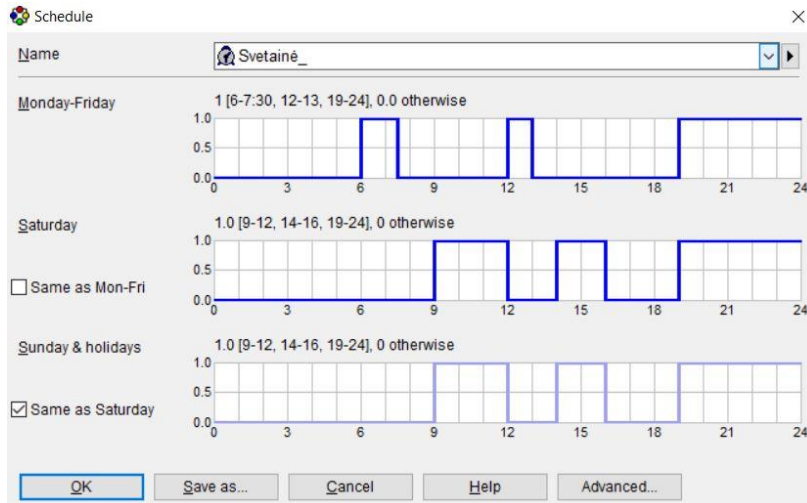 Schedule
Name
Svetainė_
Monday-Friday
1 [6-7:30, 12-13, 19-24], 0.0 otherwise
1.0
0.5
0.0
0 3 6 9 12 15 18 21 24
Saturday
1.0 [9-12, 14-16, 19-24], 0 otherwise
1.0
0.5
Same as Mon-Fri
0.0
0 3 6 9 12 15 18 21 24
Sunday & holidays
1.0 [9-12, 14-16, 19-24], 0 otherwise
1.0
0.5
Same as Saturday
0.0
0 3 6 9 12 15 18 21 24
OK Save as... Cancel Help Advanced...